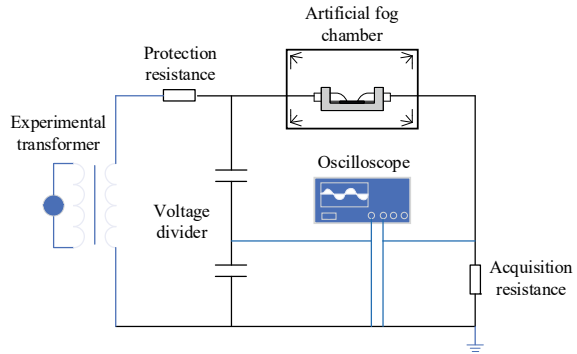 Artificial fog
chamber
Protection
resistance
Experimental
transformer
Oscilloscope
Voltage
divider
Acquisition
resistance